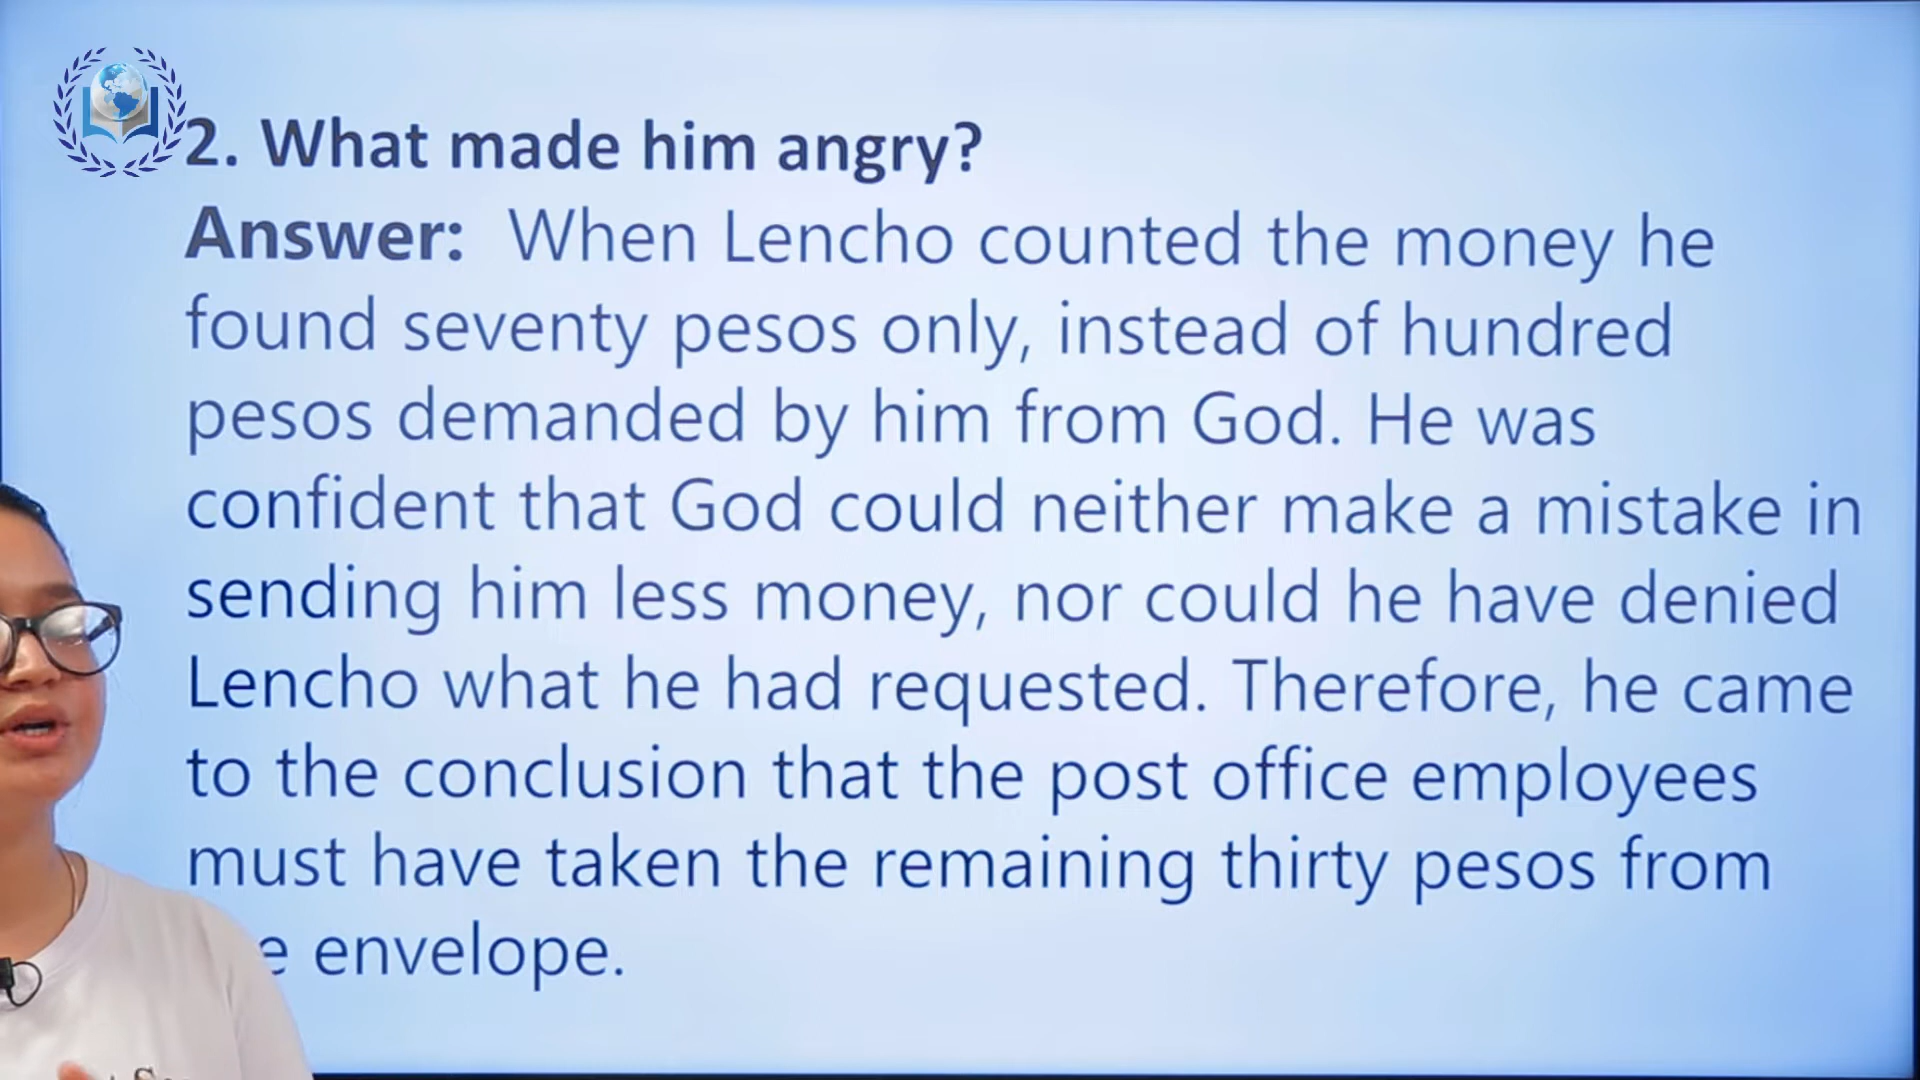 2. What made him angry?
Answer: When Lencho counted the money he
found seventy pesos only, instead of hundred
pesos demanded by him from God. He was
confident that God could neither make a mistake in
sending him less money, nor could he have denied
Lencho what he had requested. Therefore, he came
to the conclusion that the post office employees
must have taken the remaining thirty pesos from
envelope.